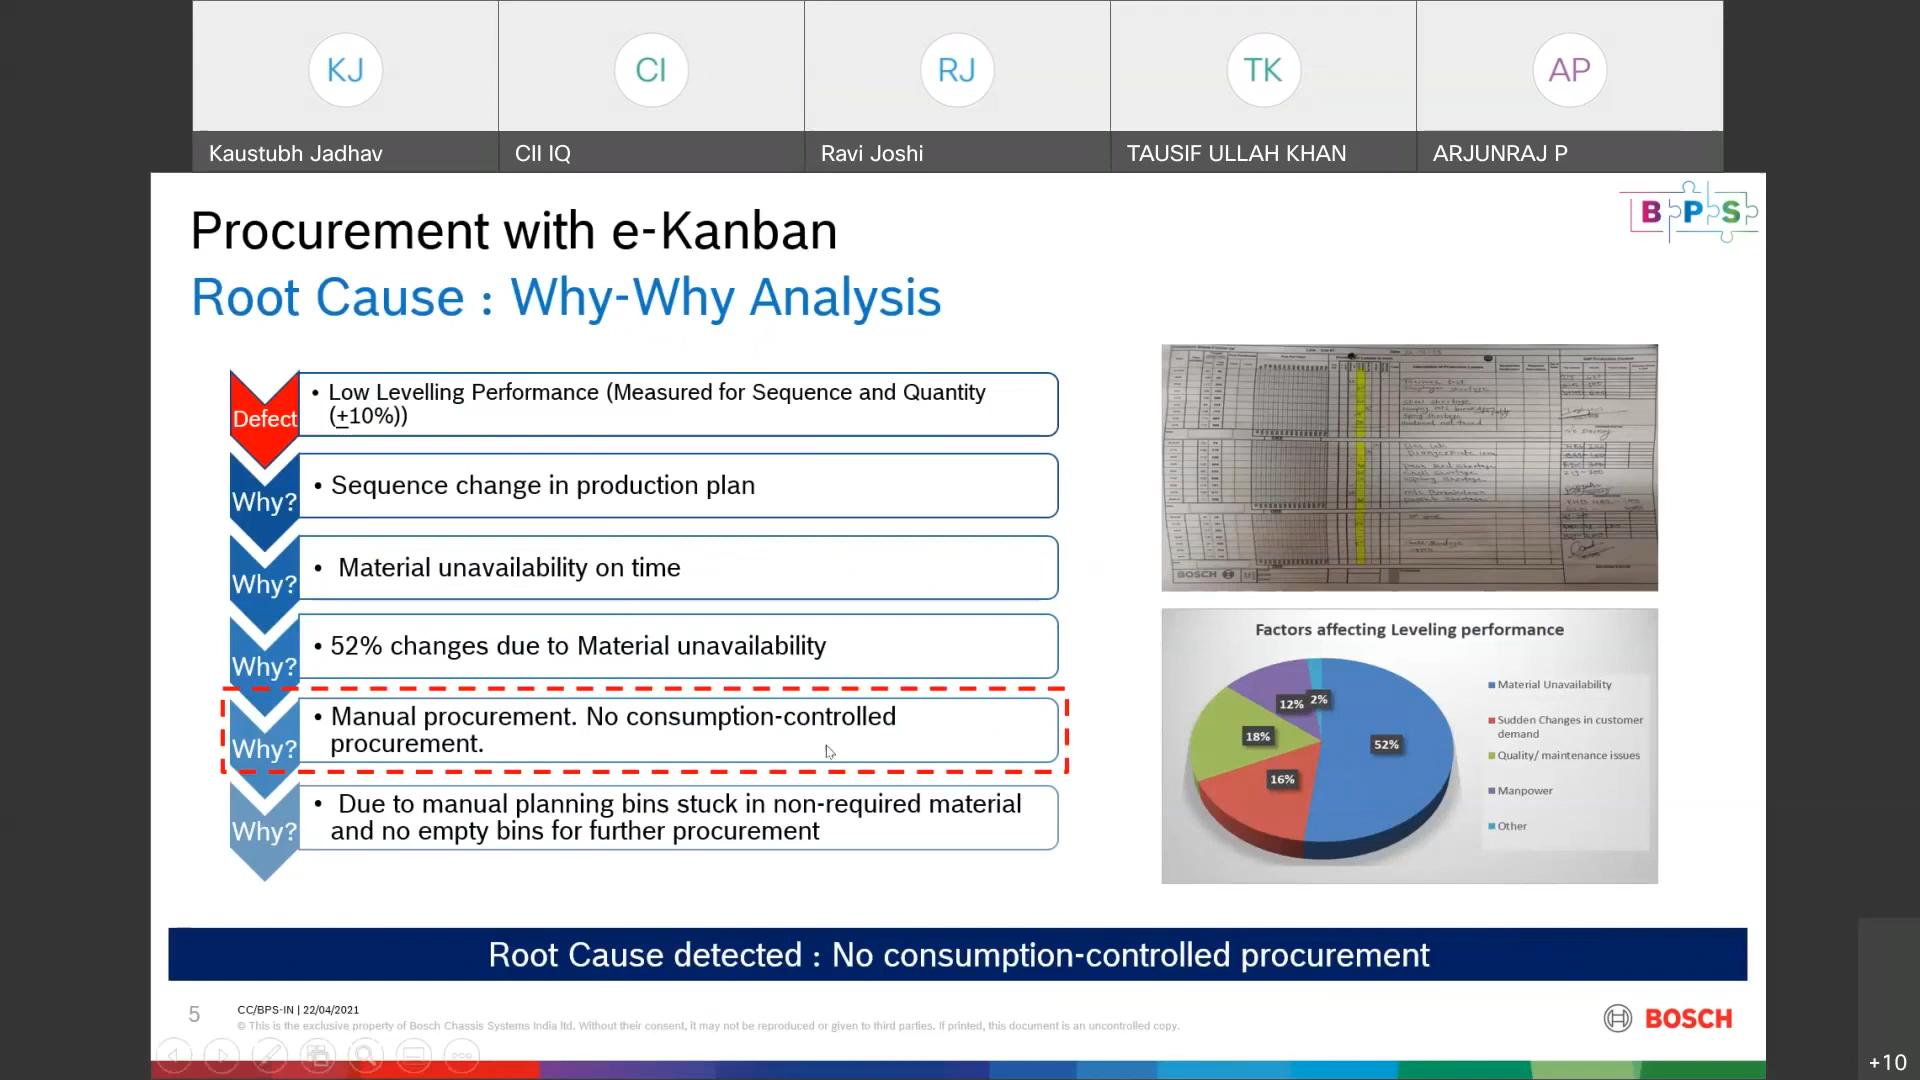 KJ
CI
RJ
TK
AP
Kaustubh Jadhav
CII IQ
Ravi Joshi
TAUSIF ULLAH KHAN
ARJUNRAJ P
Procurement with e-Kanban
BPS
Root Cause : Why-Why Analysis
Defect
• Low Levelling Performance (Measured for Sequence and Quantity
(±10%))
Why?
• Sequence change in production plan
Why?
• Material unavailability on time
Why?
• 52% changes due to Material unavailability
Why?
• Manual procurement. No consumption-controlled
procurement.
Why?
• Due to manual planning bins stuck in non-required material
and no empty bins for further procurement
BOSCH
Factors affecting Leveling performance
52%
16%
18%
12%
2%
Material Unavailability
Sudden Changes in customer
demand
Quality/ maintenance issues
Manpower
Other
Root Cause detected : No consumption-controlled procurement
5
CC/BPS-IN | 22/04/2021
© This is the exclusive property of Bosch Chassis Systems India ltd. Without their consent, it may not be reproduced or given to third parties. If printed, this document is an uncontrolled copy.
BOSCH
+10